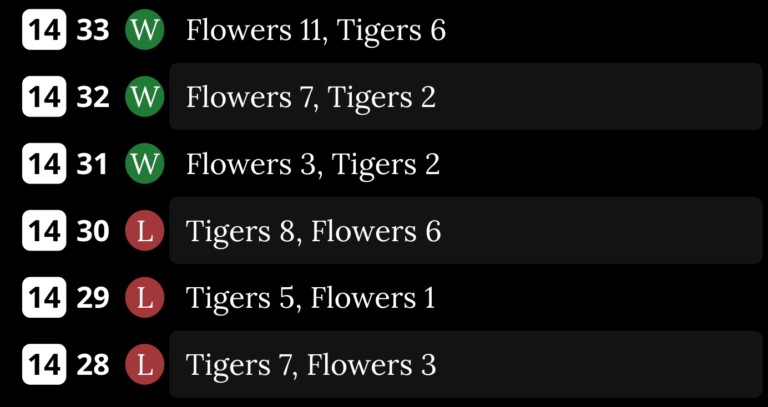 14 33 W Flowers 11, Tigers 6
14 32 W Flowers 7, Tigers 2
14 31 W Flowers 3, Tigers 2
14 30 L Tigers 8, Flowers 6
14 29 L Tigers 5, Flowers 1
14 28 L Tigers 7, Flowers 3